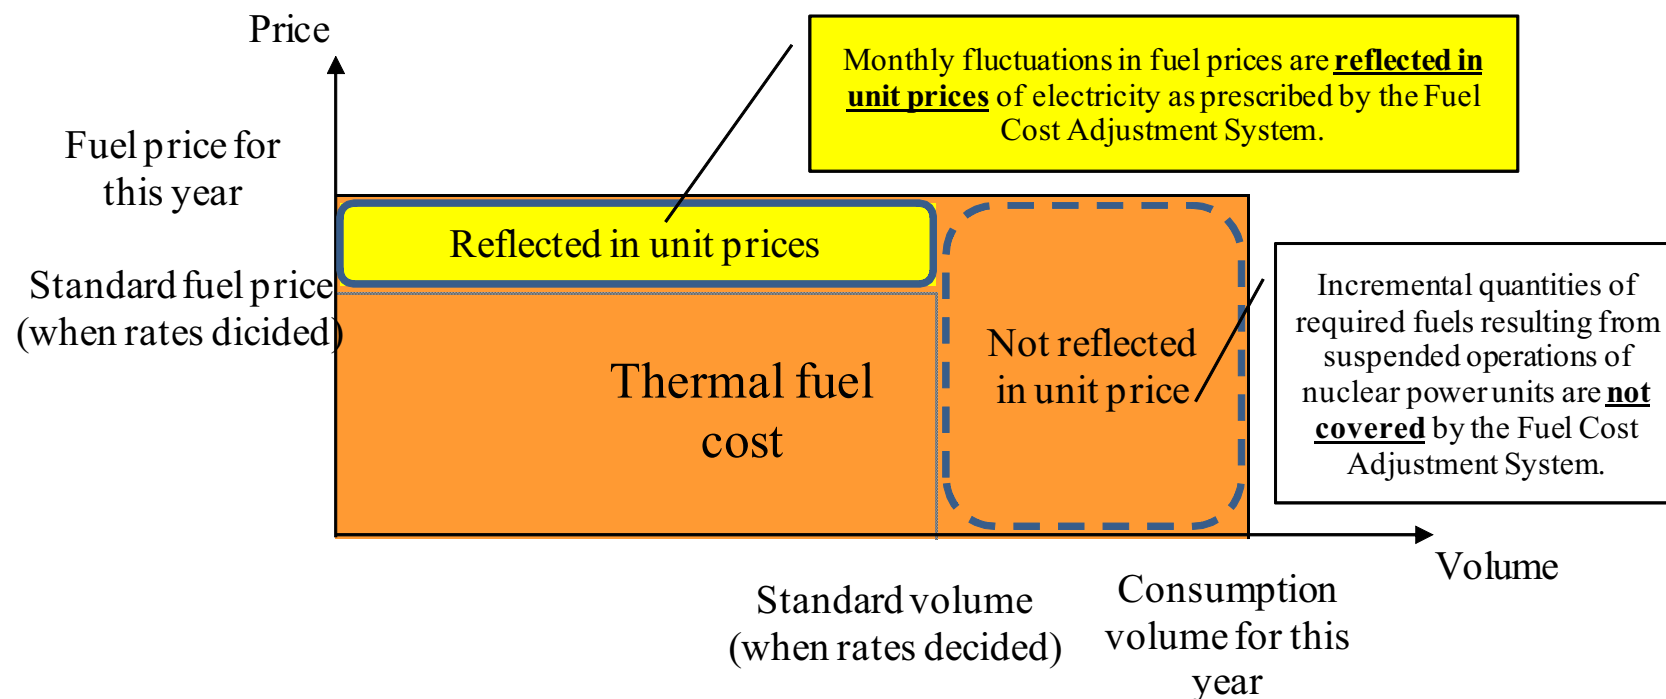 Price
Monthly fluctuations in fuel prices are reflected in
unit prices of electricity as prescribed by the Fuel
Cost Adjustment System.
Fuel price for
this year
Reflected in unit prices
Standard fuel price
(when rates dicided)
Thermal fuel
cost
Not reflected
in unit price
Incremental quantities of
required fuels resulting from
suspended operations of
nuclear power units are not
covered by the Fuel Cost
Adjustment System.
Volume
Standard volume
(when rates decided)
Consumption
volume for this
year